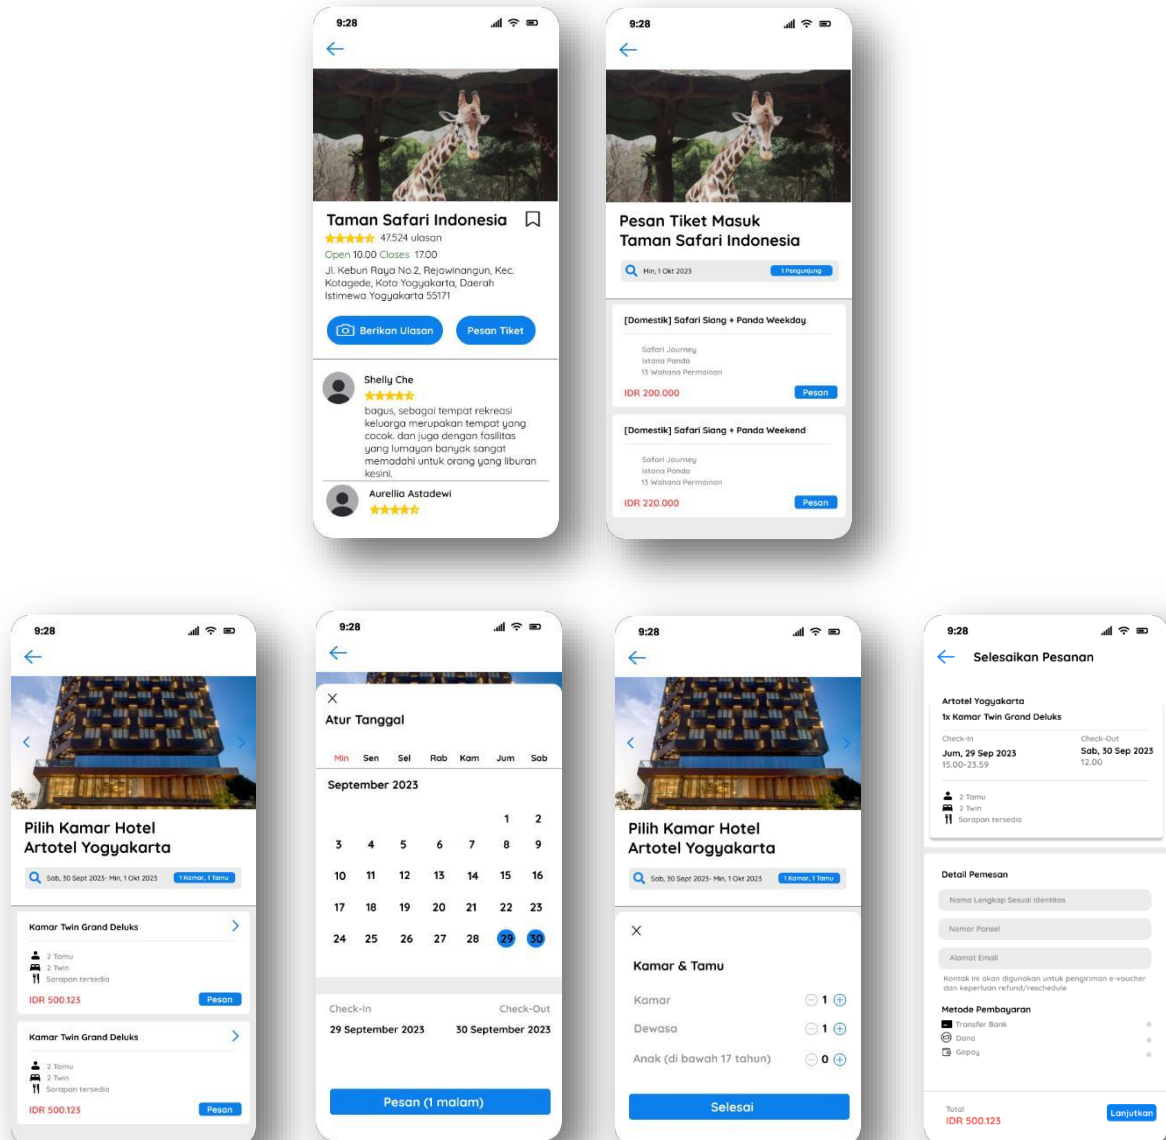 9:28
Taman Safari Indonesia
47.524 ulasan
Open 10.00 Closes 17.00
Jl. Kebun Raya No.2, Rejowinangun, Kec.
Kotagede, Kota Yogyakarta, Daerah
Istimewa Yogyakarta 55171
Berikan Ulasan
Pesan Tiket
Shelly Che
bagus, sebagai tempat rekreasi
keluarga merupakan tempat yang
cocok. dan juga dengan fasilitas
yang lumayan banyak sangat
memadahi untuk orang yang liburan
kesini.
Aurellia Astadewi
9:28
Pesan Tiket Masuk
Taman Safari Indonesia
Min, 1 Okt 2023
1 Pengunjung
[Domestik] Safari Siang + Panda Weekday
Safari Journey
Istana Panda
13 Wahana Permainan
IDR 200.000
Pesan
[Domestik] Safari Siang + Panda Weekend
Safari Journey
Istana Panda
13 Wahana Permainan
IDR 220.000
Pesan
9:28
Pilih Kamar Hotel
Artotel Yogyakarta
Sab, 30 Sept 2023- Min, 1 Okt 2023
1 Kamar, 1 Tamu
Kamar Twin Grand Deluks
2 Tamu
2 Twin
Sarapan tersedia
IDR 500.123
Pesan
Kamar Twin Grand Deluks
2 Tamu
2 Twin
Sarapan tersedia
IDR 500.123
Pesan
9:28
Atur Tanggal
Min Sen Sel Rab Kam Jum Sab
September 2023
1 2
3 4 5 6 7 8 9
10 11 12 13 14 15 16
17 18 19 20 21 22 23
24 25 26 27 28 29 30
Check-In Check-Out
29 September 2023 30 September 2023
Pesan (1 malam)
9:28
Pilih Kamar Hotel
Artotel Yogyakarta
Sab, 30 Sept 2023- Min, 1 Okt 2023
1 Kamar, 1 Tamu
Kamar & Tamu
Kamar 1
Dewasa 1
Anak (di bawah 17 tahun) 0
Selesai
9:28
Selesaikan Pesanan
Artotel Yogyakarta
1x Kamar Twin Grand Deluks
Check-In Check-Out
Jum, 29 Sep 2023 Sab, 30 Sep 2023
15.00-23.59 12.00
2 Tamu
2 Twin
Sarapan tersedia
Detail Pemesan
Nama Lengkap Sesuai Identitas
Nomor Ponsel
Alamat Email
Kontak ini akan digunakan untuk pengiriman e-voucher
dan keperluan refund/reschedule
Metode Pembayaran
Transfer Bank
Dana
Gopay
Total
IDR 500.123
Lanjutkan